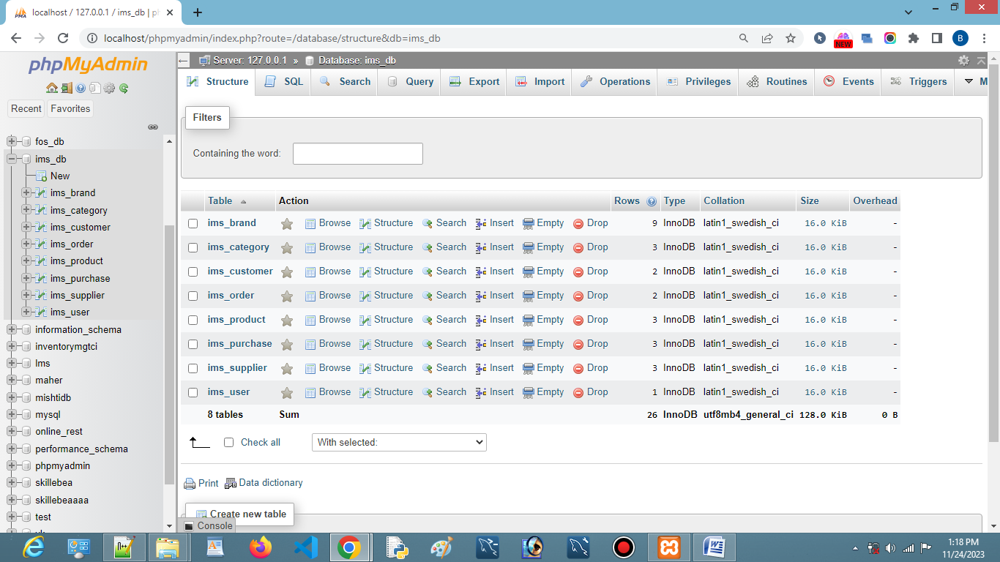 localhost / 127.0.0.1 / ims_db | ph
localhost/phpmyadmin/index.php?route=/database/structure&db=ims_db
NEW
B
phpMyAdmin
Recent
Favorites
fos_db
ims_db
New
ims_brand
ims_category
ims_customer
ims_order
ims_product
ims_purchase
ims_supplier
ims_user
information_schema
inventorymgtci
lms
maher
mishtidb
mysql
online_rest
performance_schema
phpmyadmin
skillebea
skillebeaaaa
test
Server: 127.0.0.1 » Database: ims_db
Structure SQL Search Query Export Import Operations Privileges Routines Events Triggers M
Filters
Containing the word:
Table Action Rows Type Collation Size Overhead
ims_brand Browse Structure Search Insert Empty Drop 9 InnoDB latin1_swedish_ci 16.0 KiB -
ims_category Browse Structure Search Insert Empty Drop 3 InnoDB latin1_swedish_ci 16.0 KiB -
ims_customer Browse Structure Search Insert Empty Drop 2 InnoDB latin1_swedish_ci 16.0 KiB -
ims_order Browse Structure Search Insert Empty Drop 2 InnoDB latin1_swedish_ci 16.0 KiB -
ims_product Browse Structure Search Insert Empty Drop 3 InnoDB latin1_swedish_ci 16.0 KiB -
ims_purchase Browse Structure Search Insert Empty Drop 3 InnoDB latin1_swedish_ci 16.0 KiB -
ims_supplier Browse Structure Search Insert Empty Drop 3 InnoDB latin1_swedish_ci 16.0 KiB -
ims_user Browse Structure Search Insert Empty Drop 1 InnoDB latin1_swedish_ci 16.0 KiB -
8 tables Sum 26 InnoDB utf8mb4_general_ci 128.0 KiB 0 B
Check all With selected:
Print Data dictionary
Create new table
Console
1:18 PM
11/24/2023